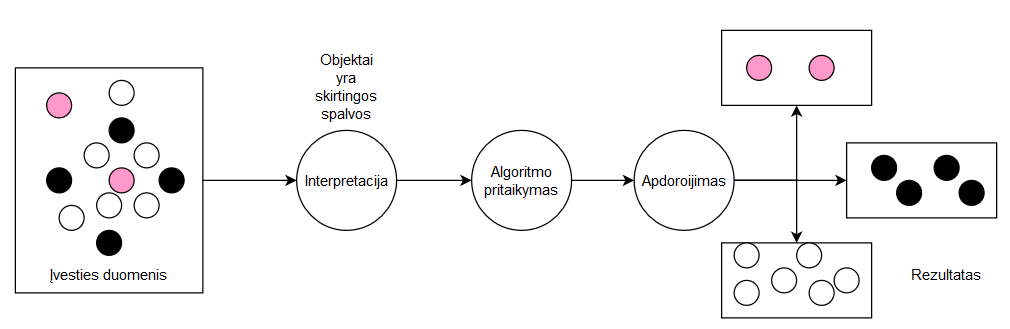 Objektai
yra
skirtingos
spalvos
Įvesties duomenis
Interpretacija
Algoritmo
pritaikymas
Apdoroijimas
Rezultatas